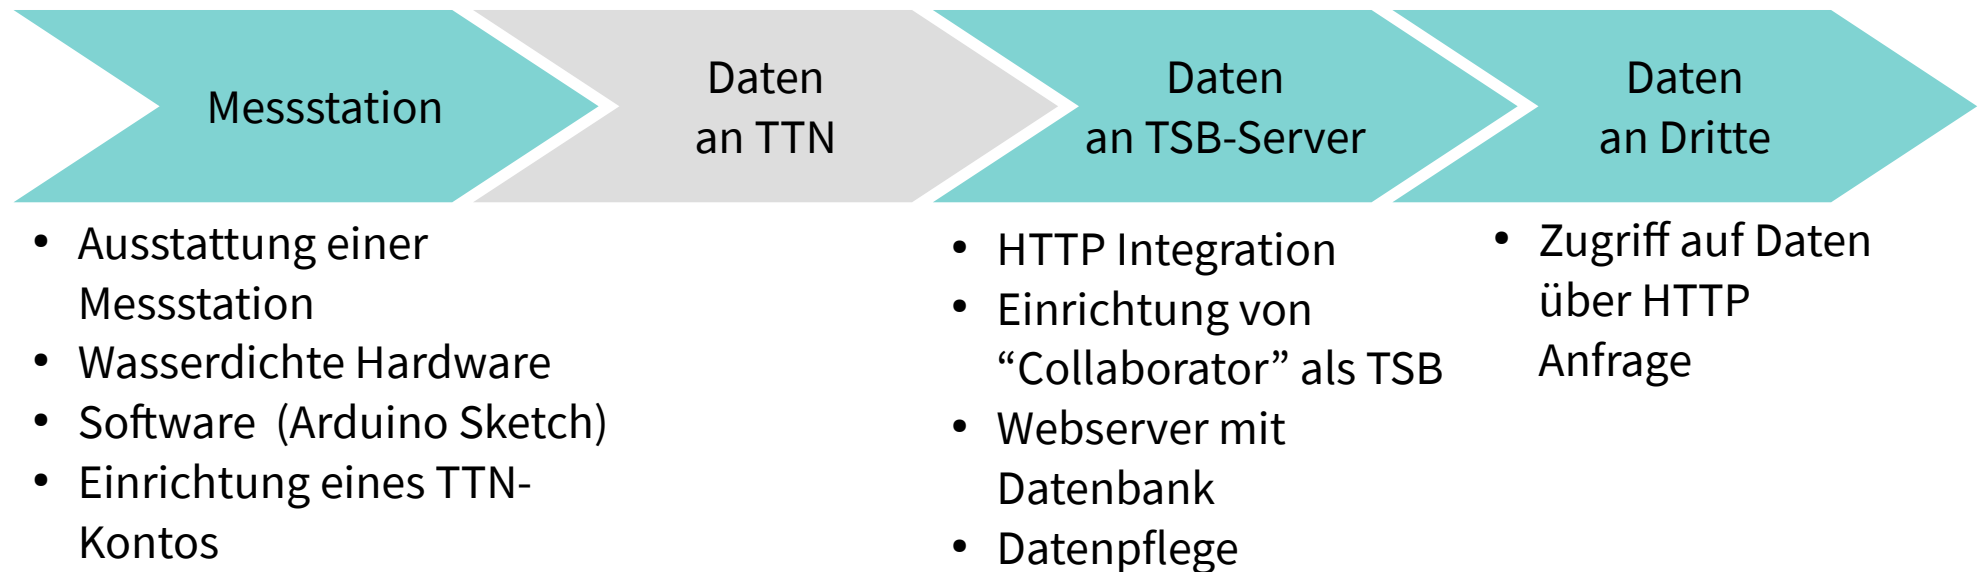 Messstation
Daten
an TTN
Daten
an TSB-Server
Daten
an Dritte
• Ausstattung einer
Messstation
• Wasserdichte Hardware
• Software (Arduino Sketch)
• Einrichtung eines TTN-
Kontos
• HTTP Integration
• Einrichtung von
“Collaborator” als TSB
• Webserver mit
Datenbank
• Datenpflege
• Zugriff auf Daten
über HTTP
Anfrage